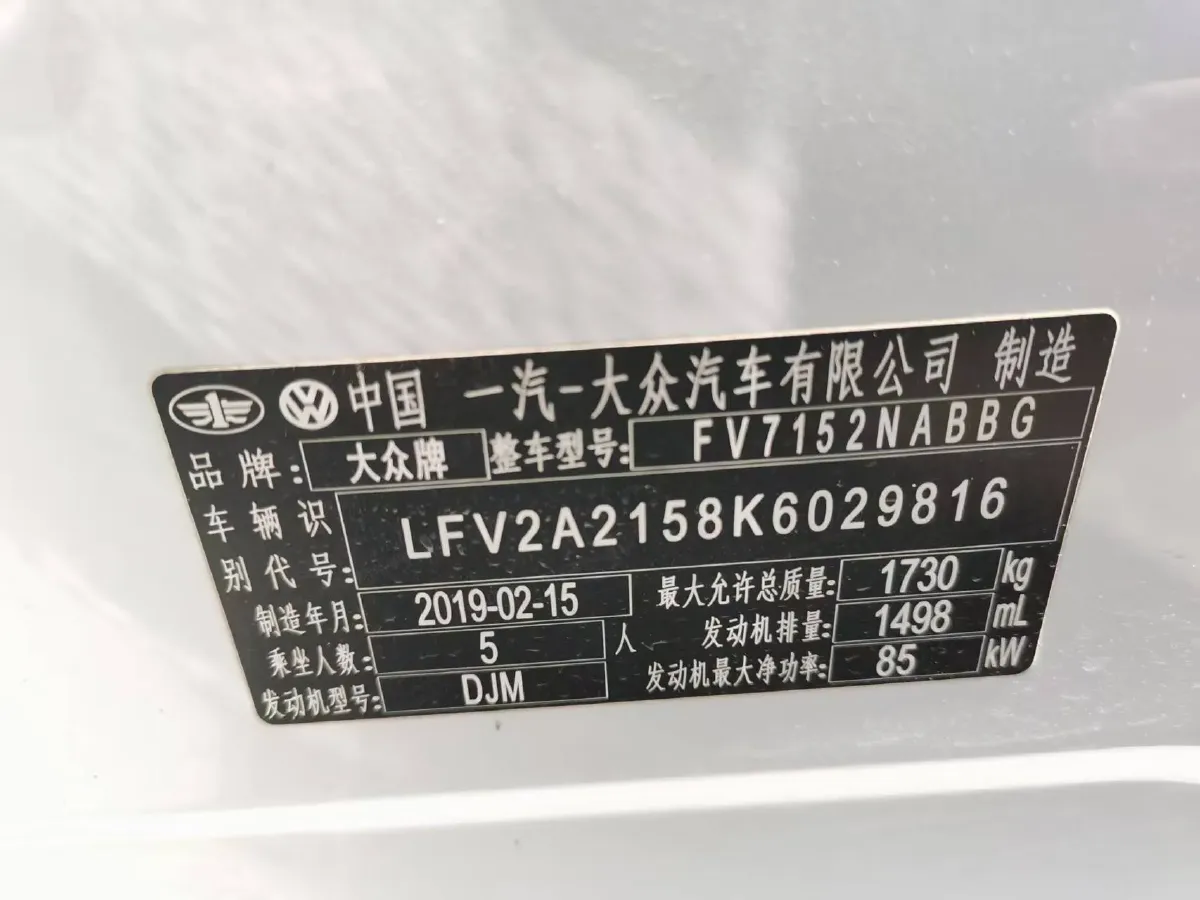 中国 一汽-大众汽车有限公司 制造
品牌: 大众牌 整车型号: FV7152NABBG
车辆识别代号: LFV2A2158K6029816
制造年月: 2019-02-15 最大允许总质量: 1730 kg
乘坐人数: 5 人 发动机排量: 1498 mL
发动机型号: DJM 发动机最大净功率: 85 kW